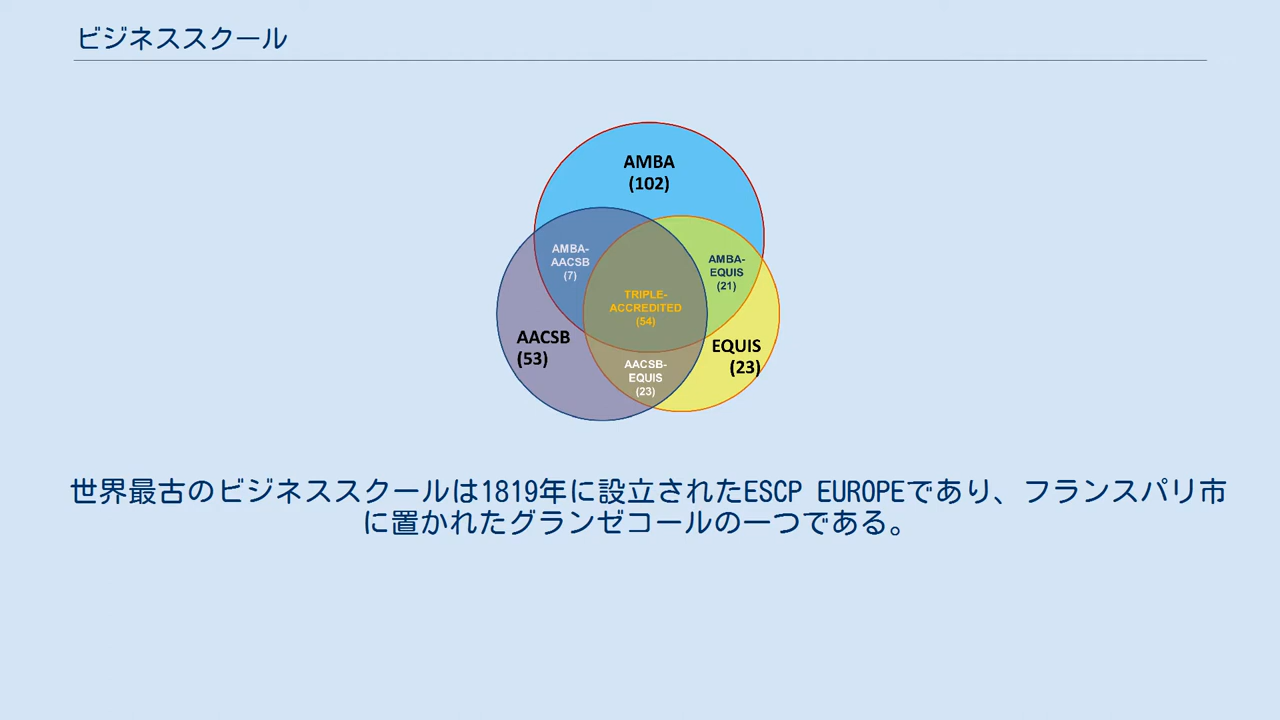 ビジネススクール
AMBA
(102)
AMBA-
AACSB
(7)
AMBA-
EQUIS
(21)
TRIPLE-
ACCREDITED
(54)
AACSB
(53)
EQUIS
(23)
AACSB-
EQUIS
(23)
世界最古のビジネススクールは1819年に設立されたESCP EUROPEであり、フランスパリ市
に置かれたグランゼコールの一つである。